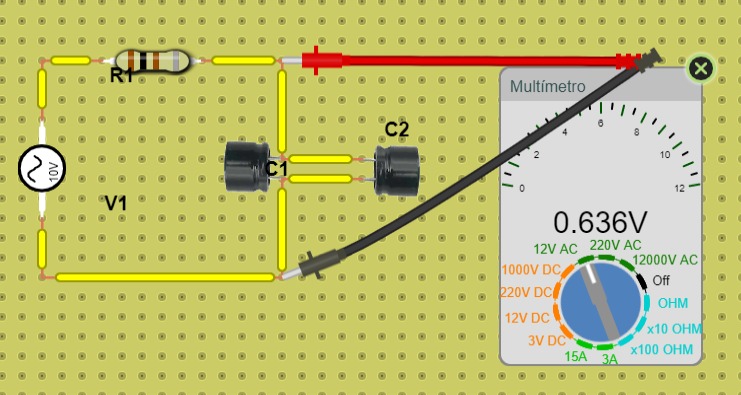 R1
C2
C1
10V
V1
Multímetro
0
2
4
6
8
10
12
0.636V
12V AC
220V AC
12000V AC
1000V DC
Off
220V DC
OHM
12V DC
x10 OHM
3V DC
x100 OHM
15A
3A